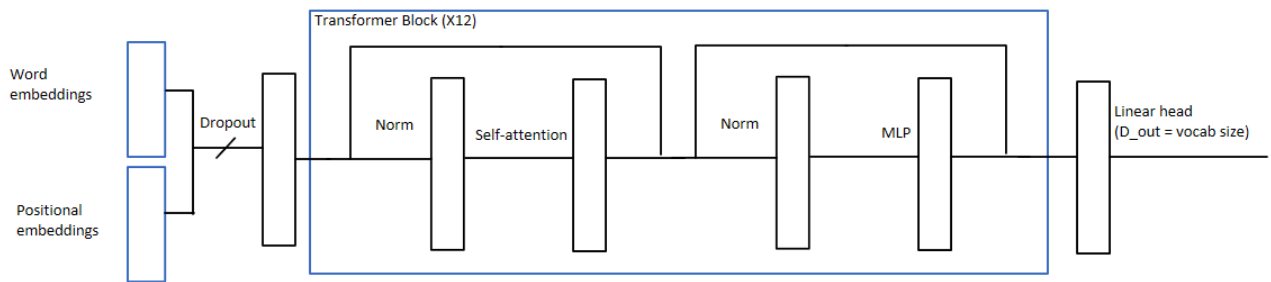 Transformer Block (X12)
Word
embeddings
Dropout
Norm
Self-attention
Norm
MLP
Linear head
(D_out = vocab size)
Positional
embeddings